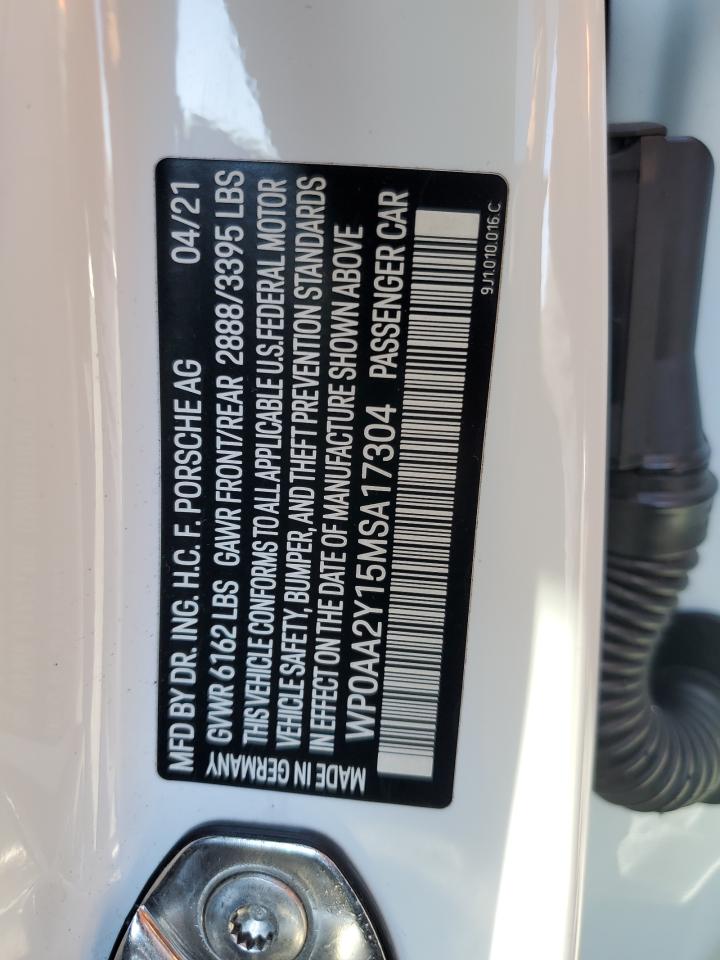 MFD BY DR. ING. H.C. F. PORSCHE AG 04/21
GVWR 6162 LBS GAWR FRONT/REAR 2888/3395 LBS
THIS VEHICLE CONFORMS TO ALL APPLICABLE U.S. FEDERAL MOTOR
VEHICLE SAFETY, BUMPER, AND THEFT PREVENTION STANDARDS
IN EFFECT ON THE DATE OF MANUFACTURE SHOWN ABOVE
WP0AA2Y15MSA17304 PASSENGER CAR
MADE IN GERMANY
9J1.010.016.C